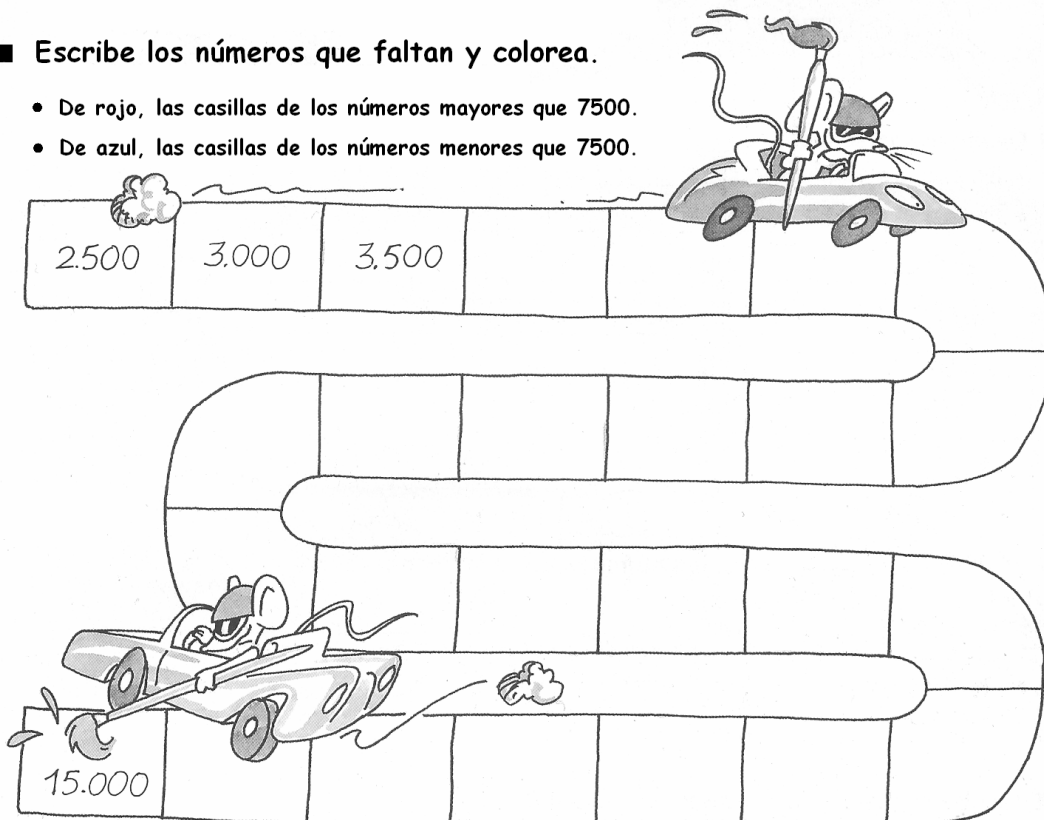 ■ Escribe los números que faltan y colorea.
• De rojo, las casillas de los números mayores que 7500.
• De azul, las casillas de los números menores que 7500.
2.500 3.000 3.500
15.000